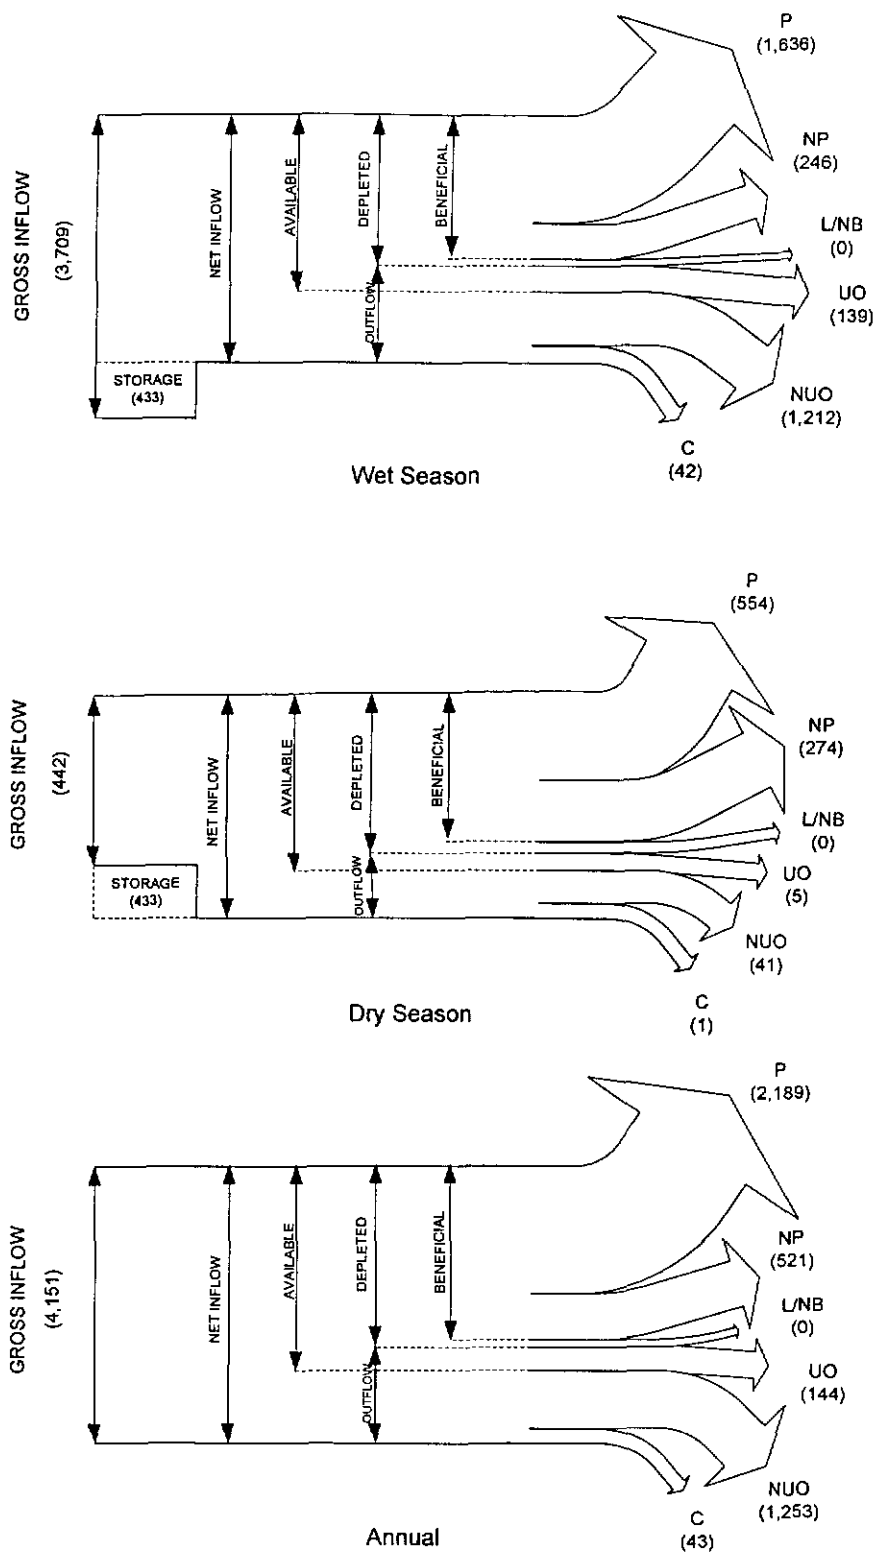 P
(1,636)
GROSS INFLOW
(3,709)
NET INFLOW
AVAILABLE
DEPLETED
BENEFICIAL
OUTFLOW
STORAGE
(433)
NP
(246)
L/NB
(0)
UO
(139)
NUO
(1,212)
C
(42)
Wet Season
P
(554)
GROSS INFLOW
(442)
NET INFLOW
AVAILABLE
DEPLETED
BENEFICIAL
OUTFLOW
STORAGE
(433)
NP
(274)
L/NB
(0)
UO
(5)
NUO
(41)
C
(1)
Dry Season
P
(2,189)
GROSS INFLOW
(4,151)
NET INFLOW
AVAILABLE
DEPLETED
BENEFICIAL
OUTFLOW
NP
(521)
L/NB
(0)
UO
(144)
NUO
(1,253)
C
(43)
Annual